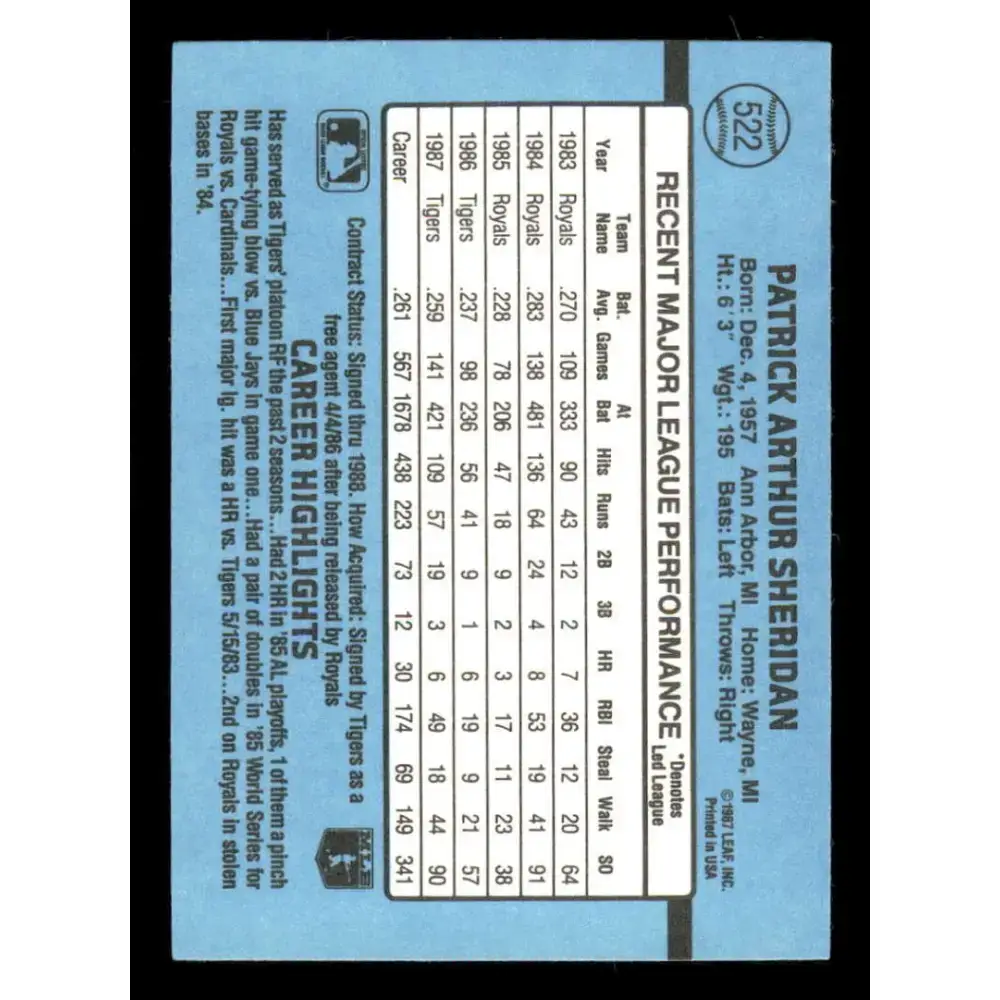 522
PATRICK ARTHUR SHERIDAN
Born: Dec. 4, 1957 Ann Arbor, MI Home: Wayne, MI
Ht.: 6'3" Wgt.: 195 Bats: Left Throws: Right
©1987 LEAF, INC.
Printed in USA
RECENT MAJOR LEAGUE PERFORMANCE *Denotes Led League
Year Team Name Bat. Avg. Games At Bat Hits Runs 2B 3B HR RBI Steal Walk SO
1983 Royals .270 109 333 90 43 12 2 7 36 12 20 64
1984 Royals .283 138 481 136 64 24 4 8 53 19 41 91
1985 Royals .228 78 206 47 18 9 2 3 17 11 23 38
1986 Tigers .237 98 236 56 41 9 1 6 19 9 21 57
1987 Tigers .259 141 421 109 57 19 3 6 49 18 44 90
Career .261 567 1678 438 223 73 12 30 174 69 149 341
Contract Status: Signed thru 1988. How Acquired: Signed by Tigers as a
free agent 4/4/86 after being released by Royals
MLB
CAREER HIGHLIGHTS
Has served as Tigers' platoon RF the past 2 seasons...Had 2 HR in '85 AL playoffs, 1 of them a pinch
hit game-tying blow vs. Blue Jays in game one...Had a pair of doubles in '85 World Series for
Royals vs. Cardinals...First major lg. hit was a HR vs. Tigers 5/15/83...2nd on Royals in stolen
bases in '84.